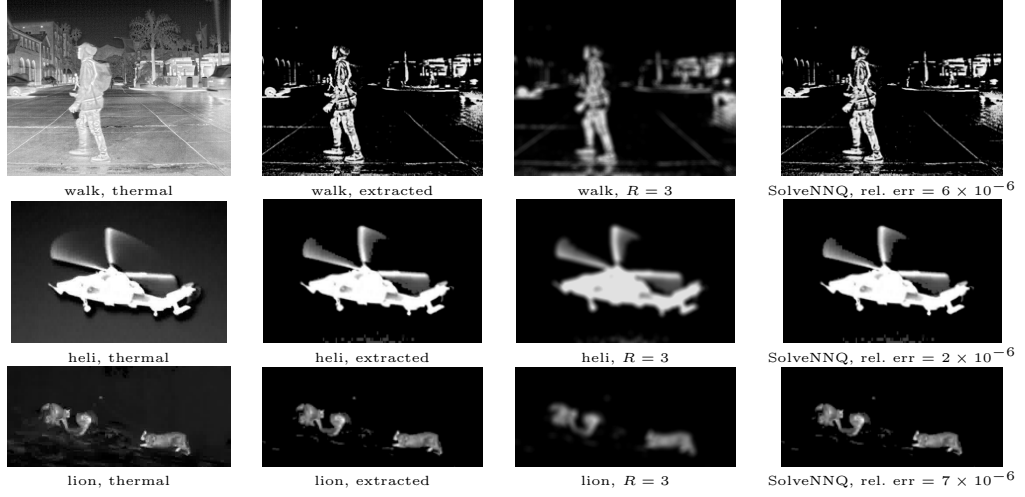 walk, thermal
walk, extracted
walk, R = 3
SolveNNQ, rel. err = 6 × 10⁻⁶
heli, thermal
heli, extracted
heli, R = 3
SolveNNQ, rel. err = 2 × 10⁻⁶
lion, thermal
lion, extracted
lion, R = 3
SolveNNQ, rel. err = 7 × 10⁻⁶